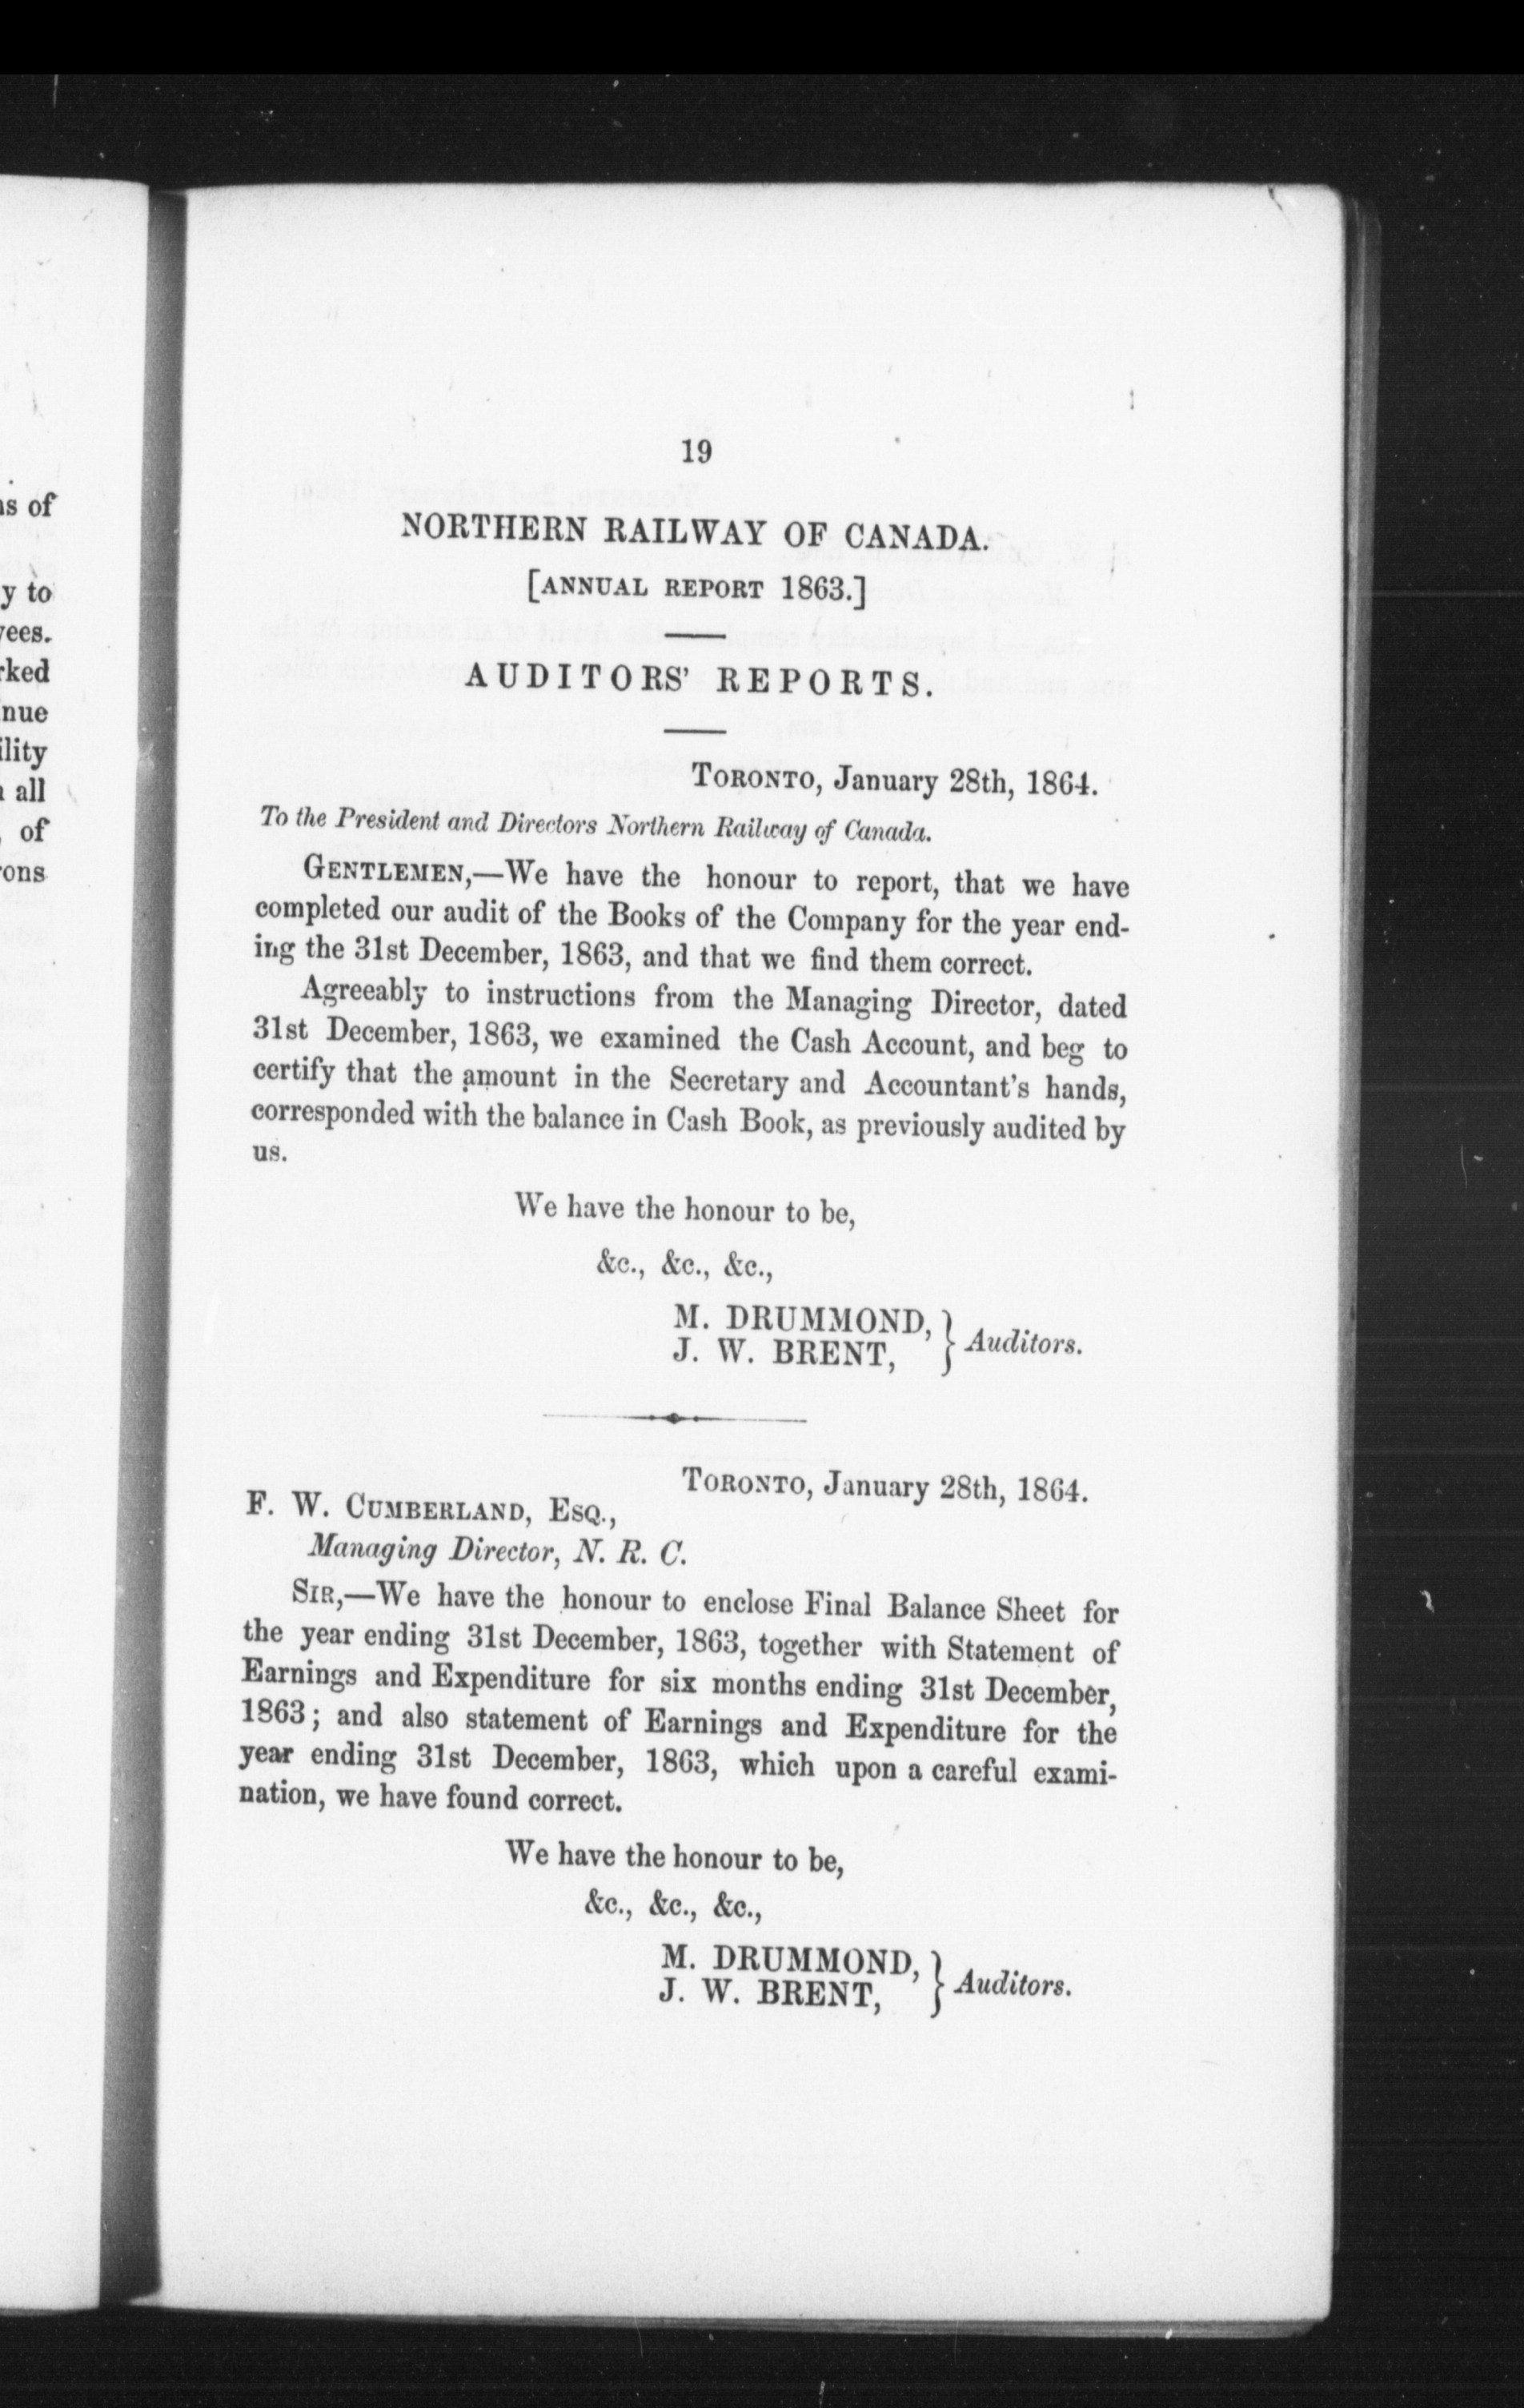 19
NORTHERN RAILWAY OF CANADA.
[ANNUAL REPORT 1863.]
AUDITORS' REPORTS.
TORONTO, January 28th, 1864.
To the President and Directors Northern Railway of Canada.
GENTLEMEN,—We have the honour to report, that we have
completed our audit of the Books of the Company for the year end-
ing the 31st December, 1863, and that we find them correct.
Agreeably to instructions from the Managing Director, dated
31st December, 1863, we examined the Cash Account, and beg to
certify that the amount in the Secretary and Accountant's hands,
corresponded with the balance in Cash Book, as previously audited by
us.
We have the honour to be,
&c., &c., &c.,
M. DRUMMOND,
J. W. BRENT, } Auditors.
TORONTO, January 28th, 1864.
F. W. CUMBERLAND, ESQ.,
Managing Director, N. R. C.
SIR,—We have the honour to enclose Final Balance Sheet for
the year ending 31st December, 1863, together with Statement of
Earnings and Expenditure for six months ending 31st December,
1863; and also statement of Earnings and Expenditure for the
year ending 31st December, 1863, which upon a careful exami-
nation, we have found correct.
We have the honour to be,
&c., &c., &c.,
M. DRUMMOND,
J. W. BRENT, } Auditors.